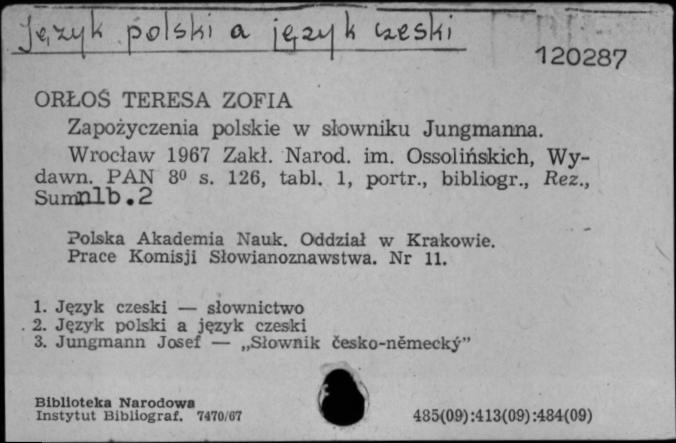 Język polski a język czeski
120287
ORŁOŚ TERESA ZOFIA
Zapożyczenia polskie w słowniku Jungmanna.
Wrocław 1967 Zakł. Narod. im. Ossolińskich, Wy-
dawn. PAN 8⁰ s. 126, tabl. 1, portr., bibliogr., Rez.,
Sum nlb.2
Polska Akademia Nauk. Oddział w Krakowie.
Prace Komisji Słowianoznawstwa. Nr 11.
1. Język czeski — słownictwo
2. Język polski a język czeski
3. Jungmann Josef — „Słownik česko-německý”
Biblioteka Narodowa
Instytut Bibliograf. 7470/67
485(09):413(09):484(09)